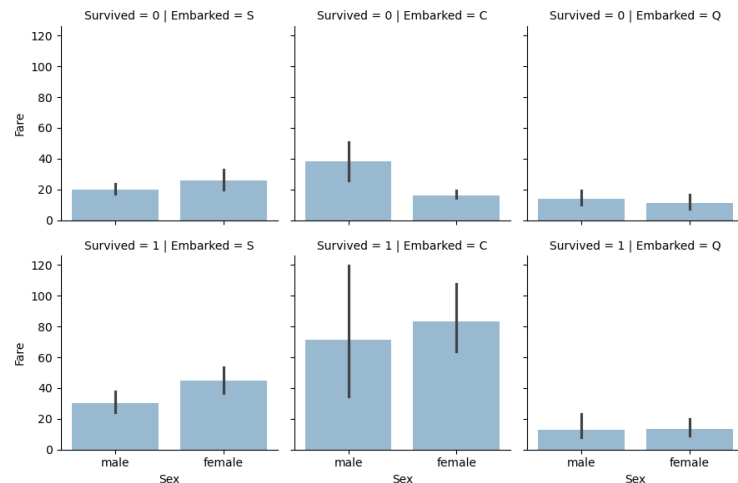 Survived = 0 | Embarked = S
Survived = 0 | Embarked = C
Survived = 0 | Embarked = Q
120
100
80
60
40
20
0
Fare
Survived = 1 | Embarked = S
Survived = 1 | Embarked = C
Survived = 1 | Embarked = Q
120
100
80
60
40
20
0
Fare
male female
Sex
male female
Sex
male female
Sex